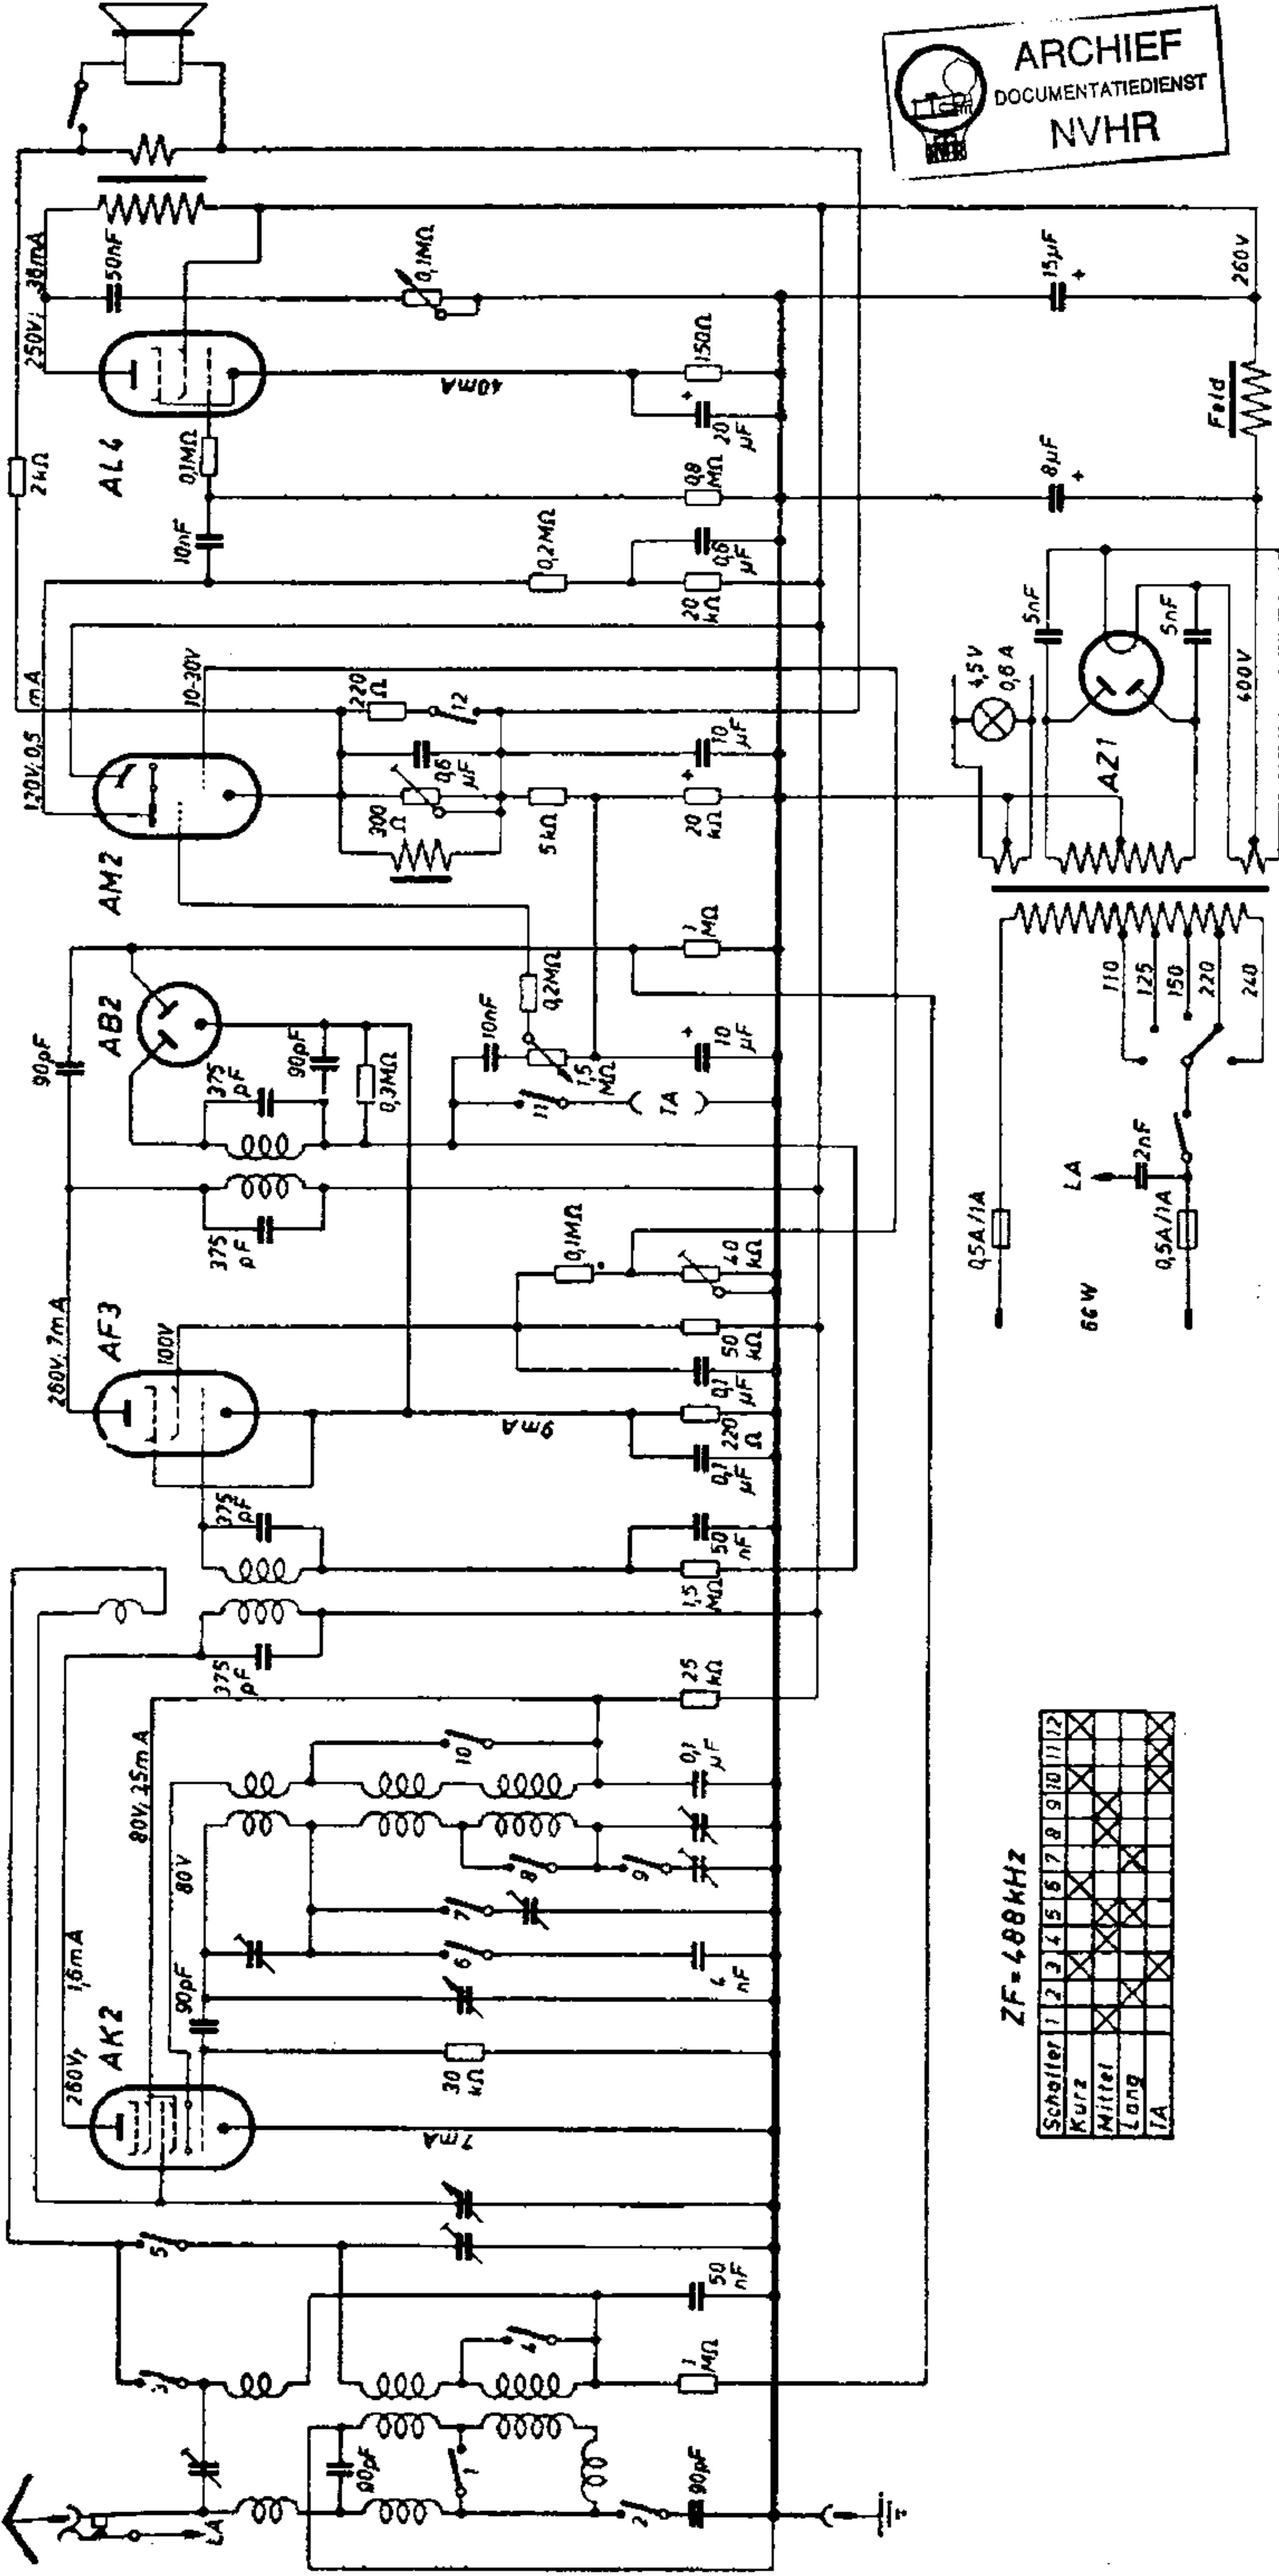 ARCHIEF
DOCUMENTATIEDIENST
NVHR
250V; 36mA
50nF
0,1MΩ
AL4
2kΩ
0,1MΩ
10nF
40mA
150Ω
20 µF
0,8 MΩ
0,2MΩ
0,6 µF
20 kΩ
15µF
8µF
260V
Feld
120V; 0,5 mA
10-30V
AM2
220 Ω
12
0,6 µF
300 Ω
5kΩ
10 µF
20 kΩ
4,5V
0,6A
5nF
5nF
AZ1
400V
1 MΩ
90pF
AB2
375 pF
90pF
0,3MΩ
0,2MΩ
10nF
1,5 MΩ
10 µF
11
TA
110
125
150
220
240
LA
2nF
0,5A/1A
0,5A/1A
66W
375 pF
260V; 7mA
AF3
100V
0,1MΩ
40 kΩ
50 kΩ
0,1 µF
9mA
220 Ω
0,1 µF
375 pF
50 nF
1,5 MΩ
375 pF
25 kΩ
80V; 2,5mA
10
0,1 µF
80V
8
9
7
6
4 nF
90pF
260V; 1,6mA
AK2
30 kΩ
7mA
5
50 nF
3
4
1 MΩ
90pF
1
2
90pF
LA
ZF=488kHz
Schalter 1 2 3 4 5 6 7 8 9 10 11 12
Kurz X X X X
Mittel X X X X X
Lang X X X
TA X X X X